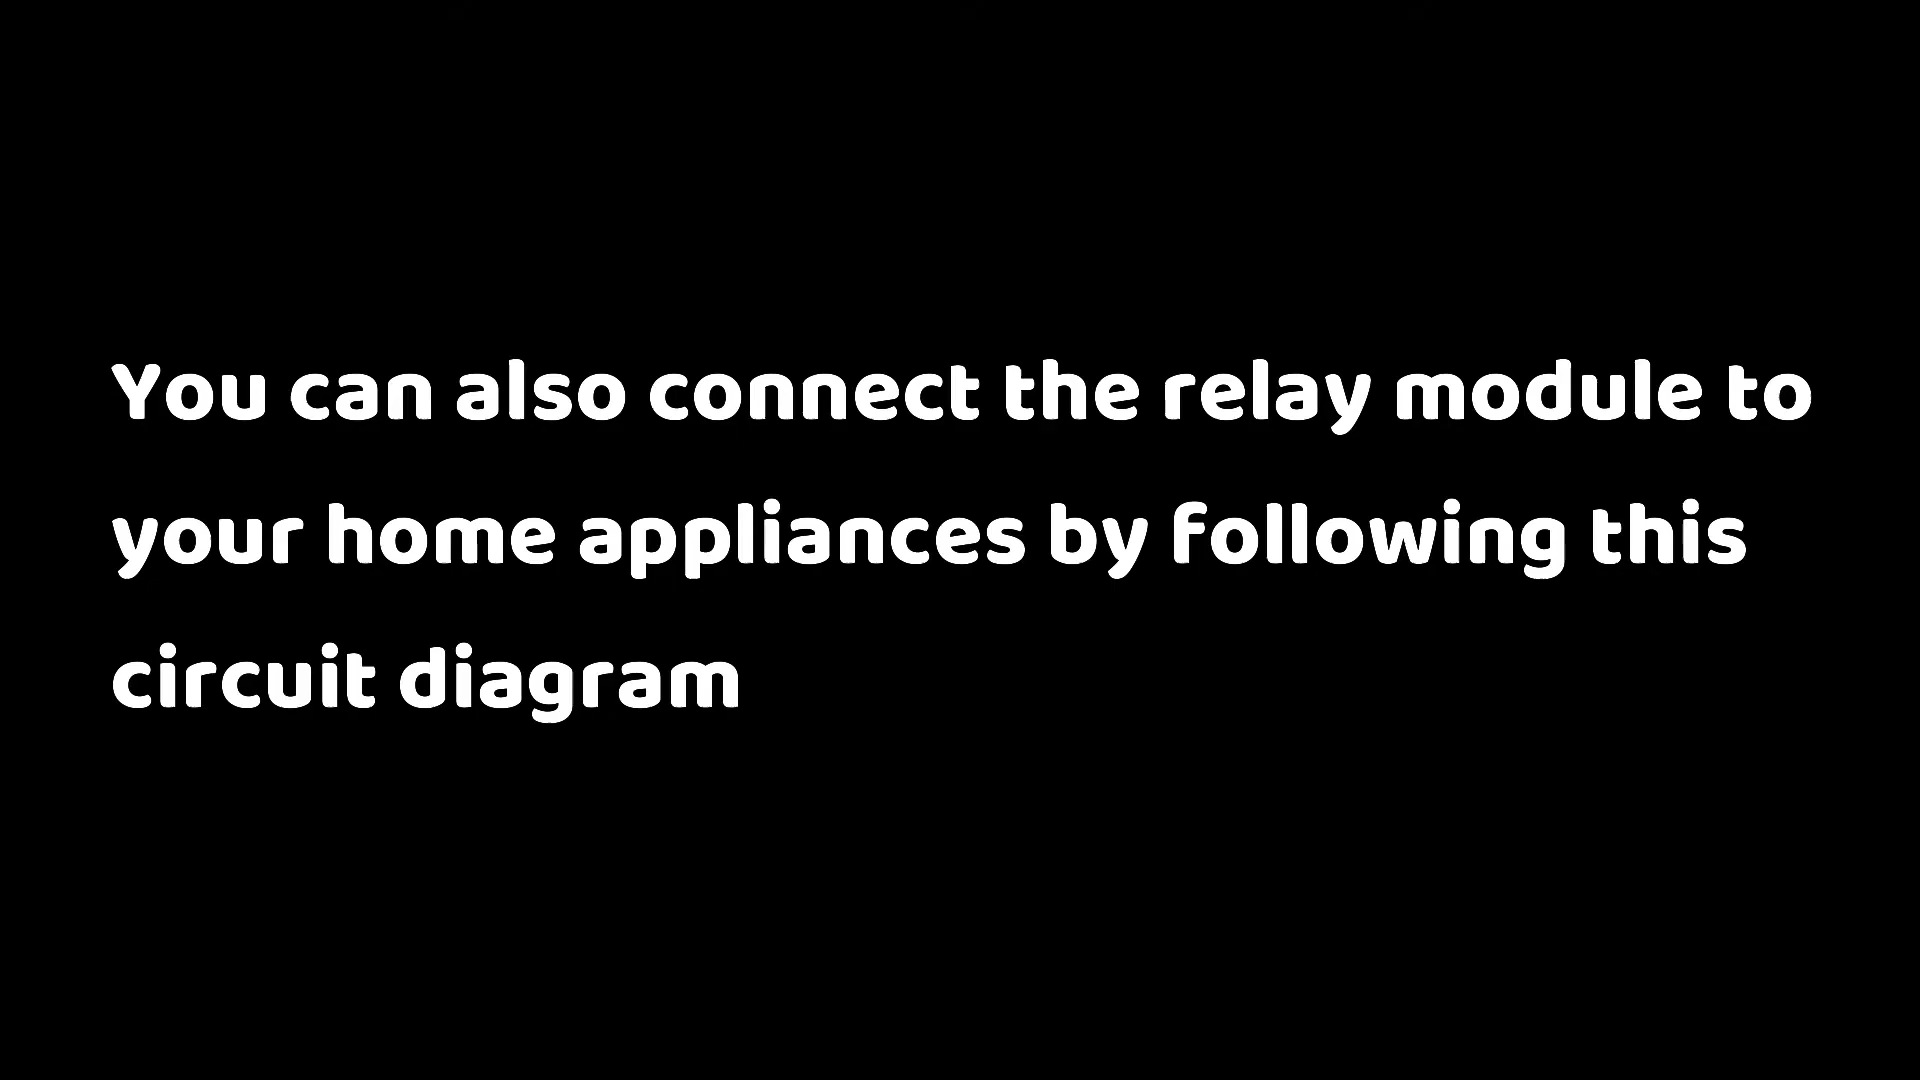 You can also connect the relay module to
your home appliances by following this
circuit diagram